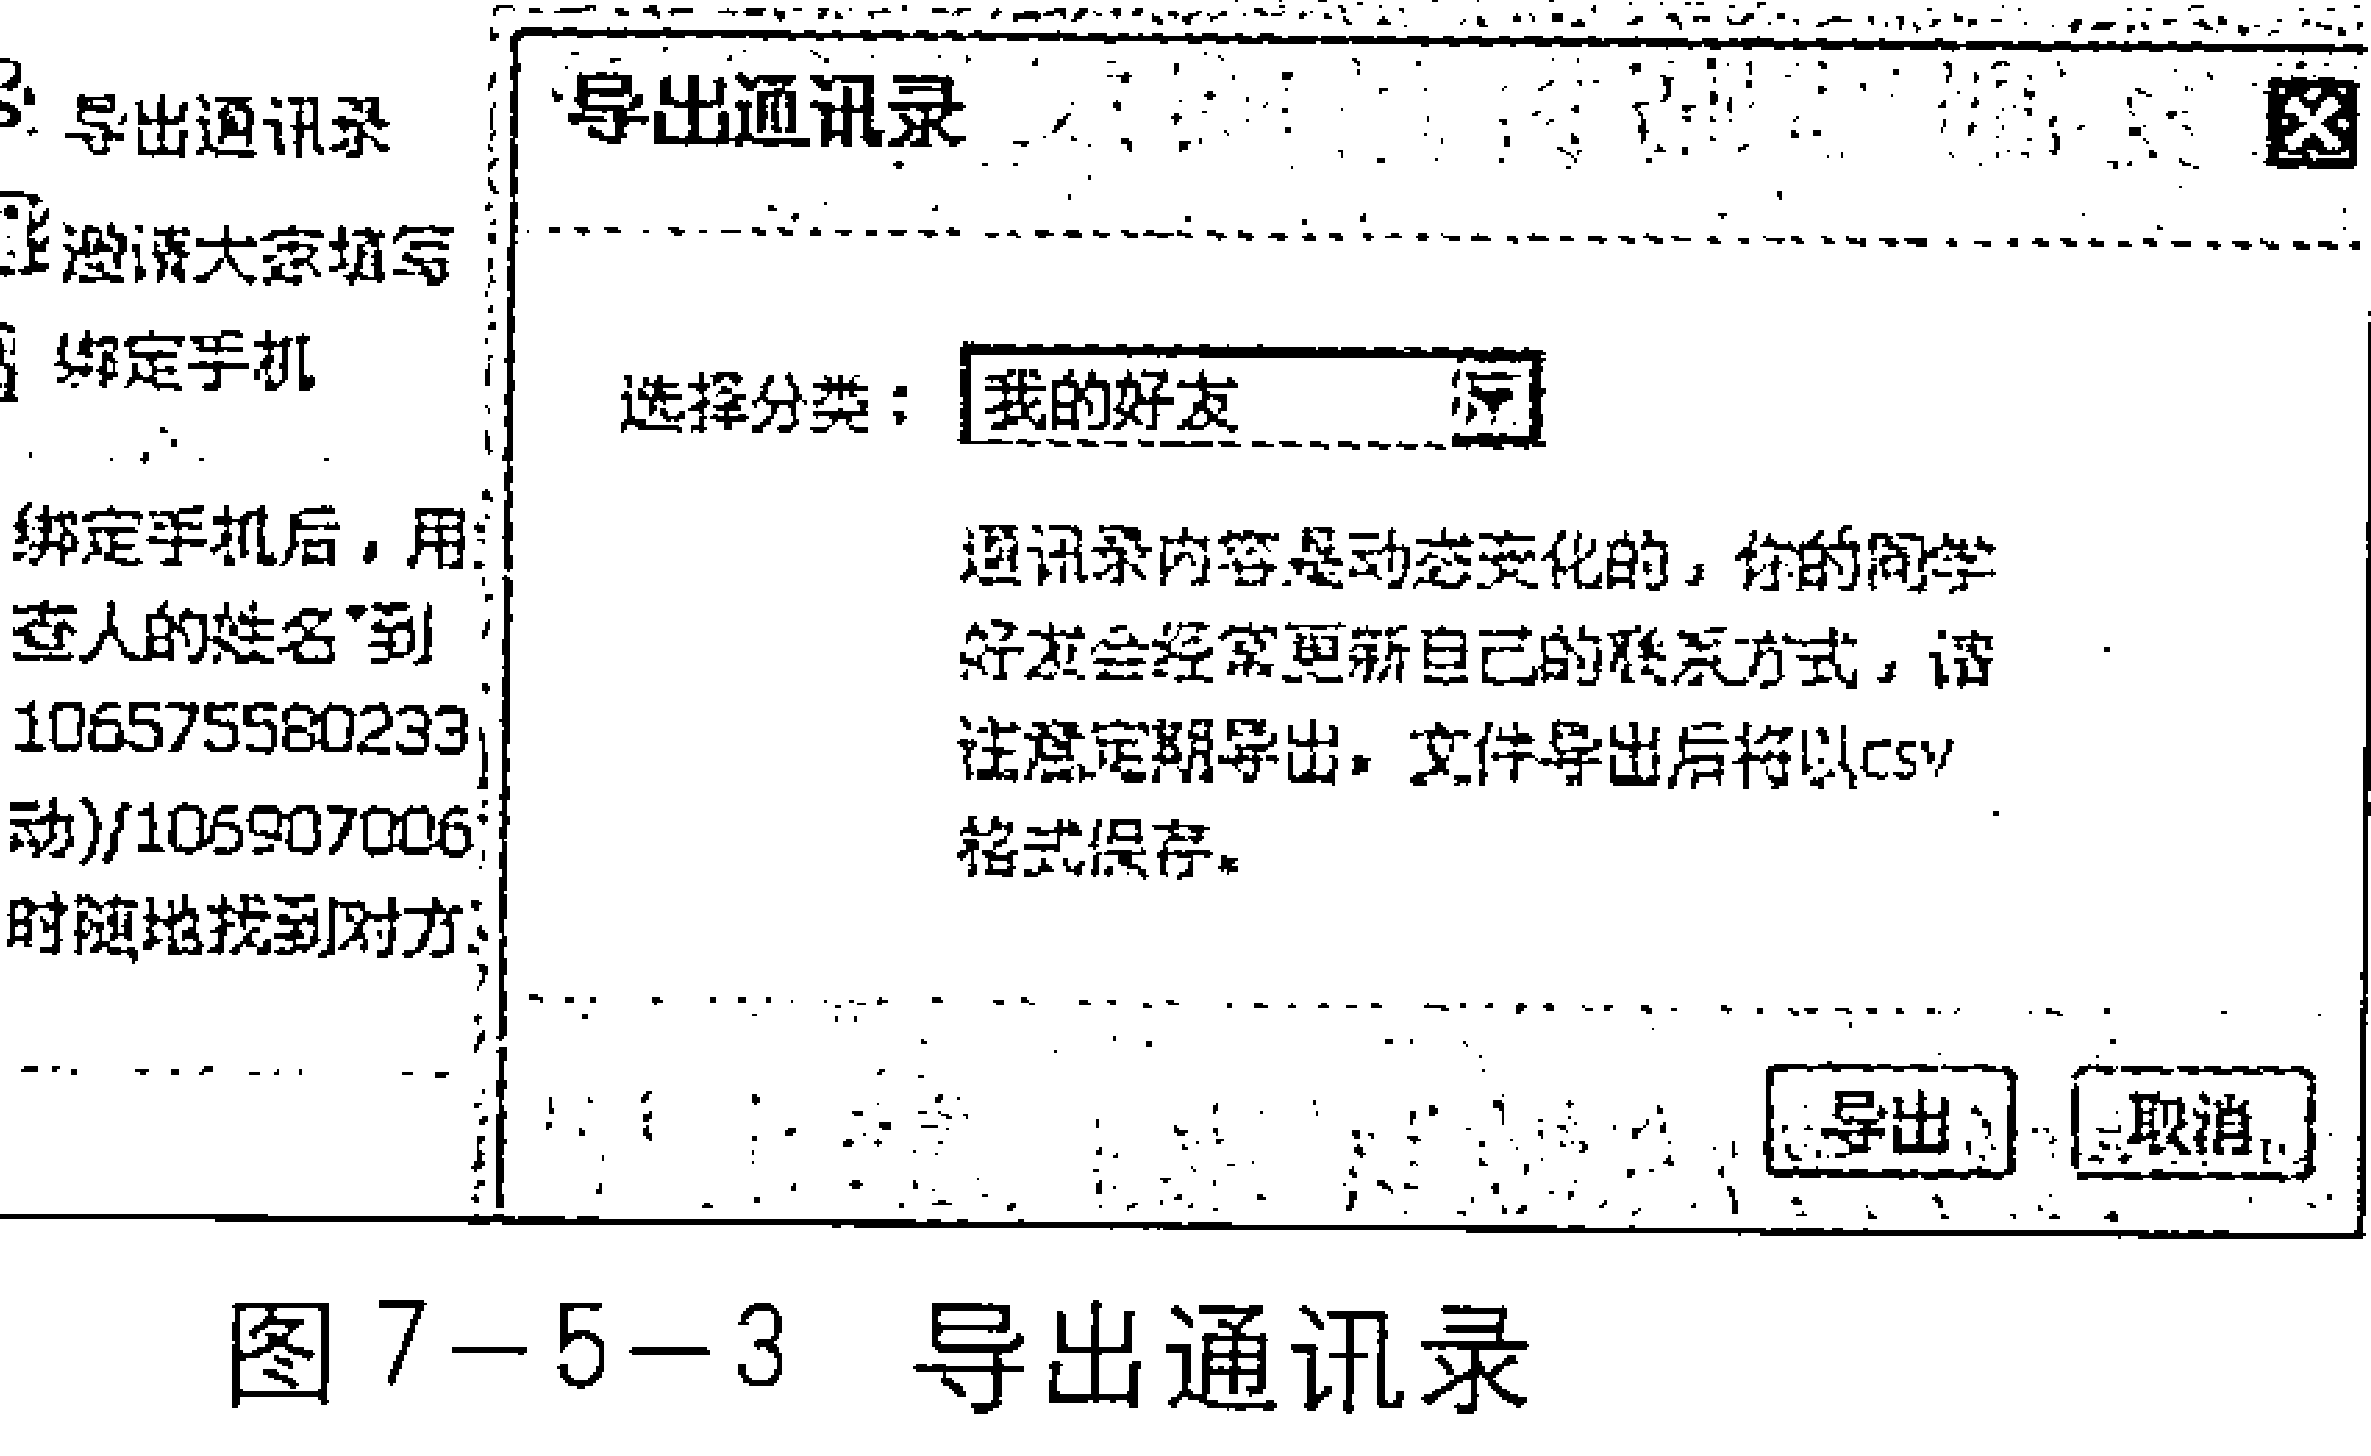 导出通讯录
邀请大家填写
绑定手机
绑定手机后，用
查人的姓名"到
106575580233
动)/106907006
时随地找到对方
导出通讯录
选择分类：
我的好友
通讯录内容是动态变化的，你的同学
好友会经常更新自己的联系方式，请
注意定期导出。文件导出后将以csv
格式保存。
导出
取消
图7－5－3 导出通讯录